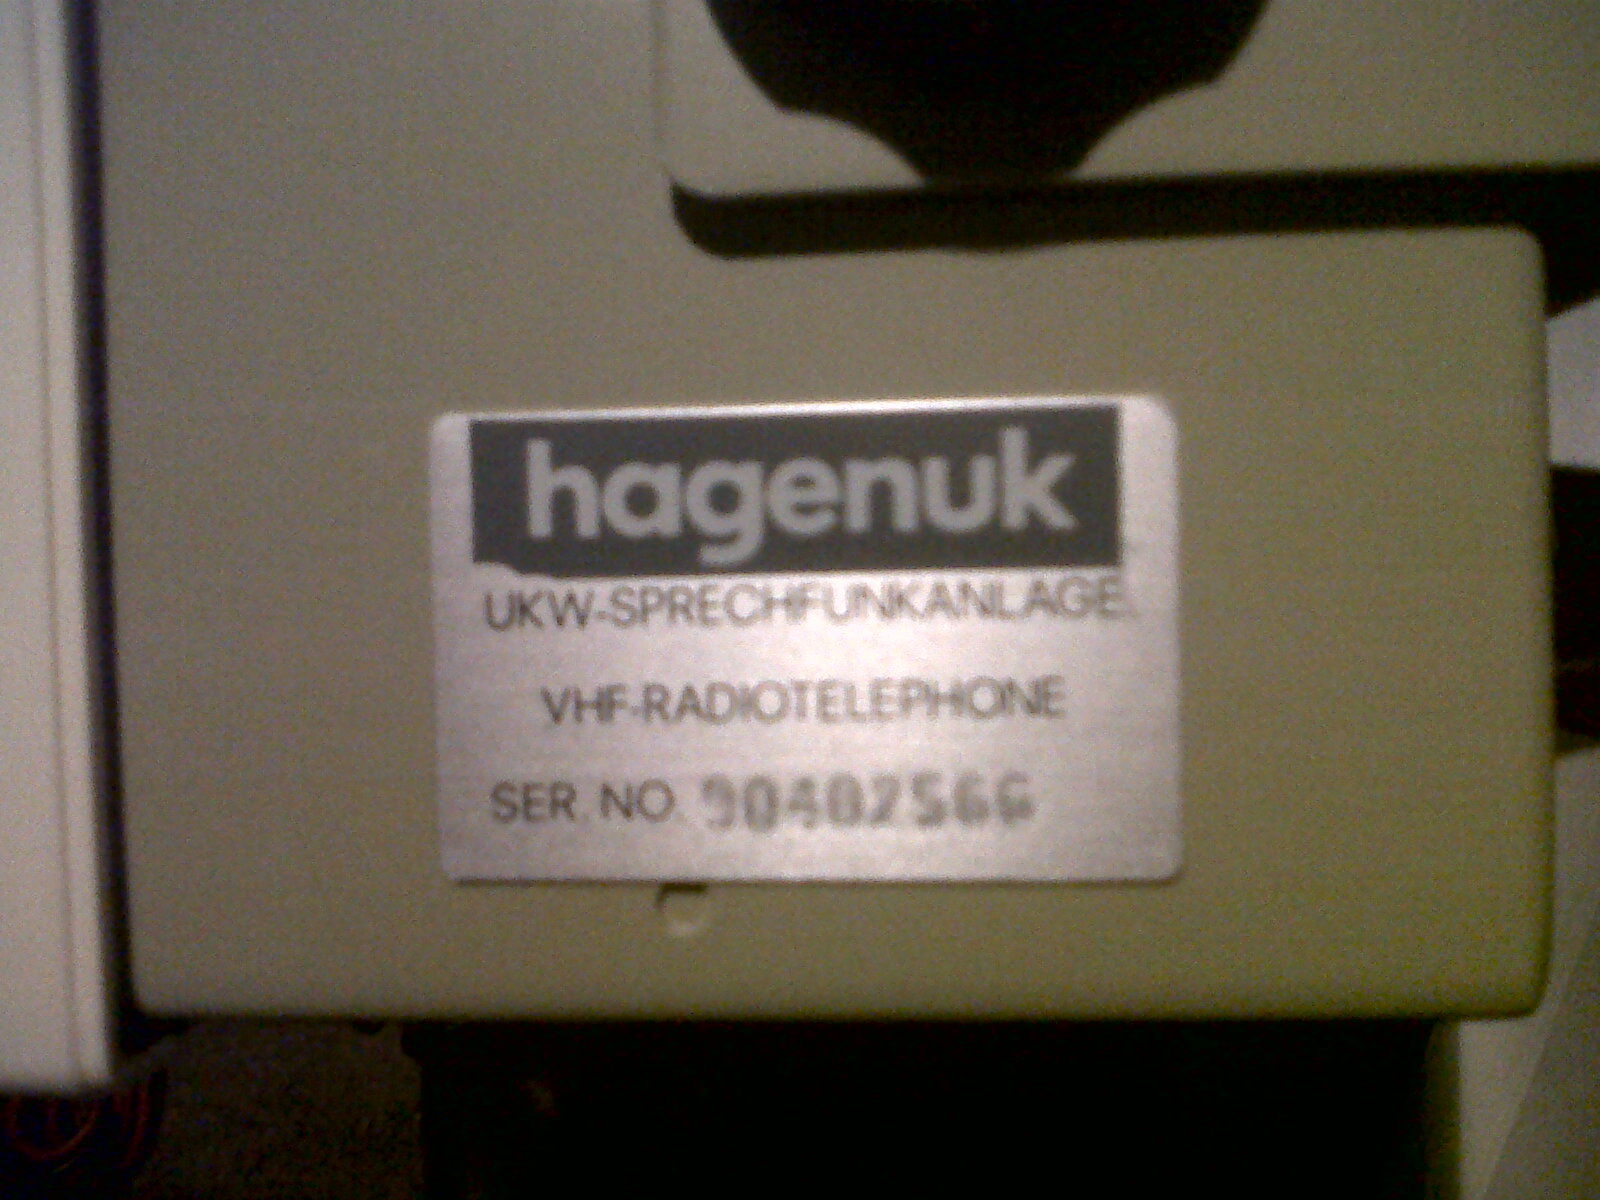 hagenuk
UKW-SPRECHFUNKANLAGE
VHF-RADIOTELEPHONE
SER. NO. 90402566